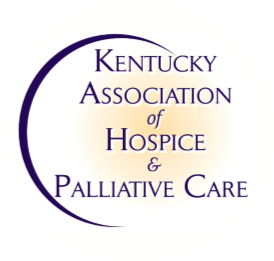 Kentucky
Association
of
Hospice
&
Palliative Care